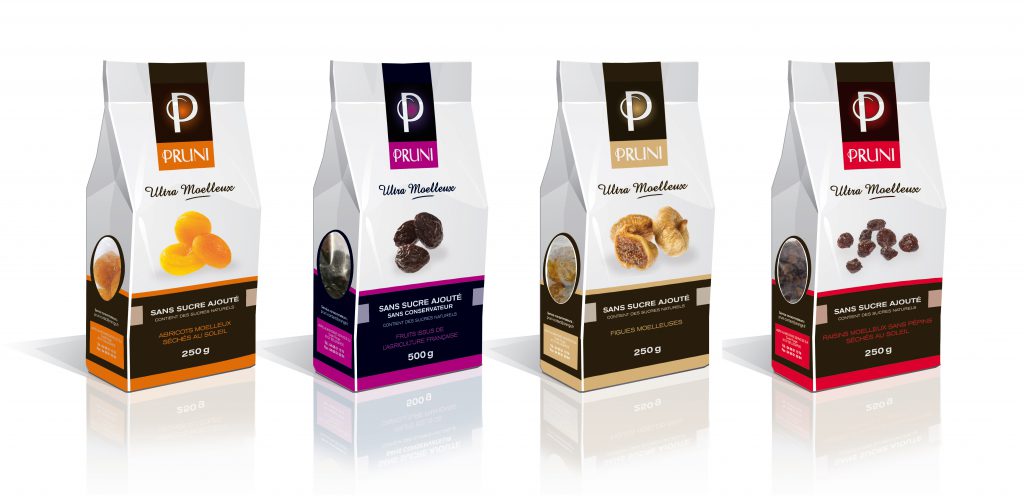 P
PRUNI
Ultra Moelleux
SANS SUCRE AJOUTÉ
CONTIENT DES SUCRES NATURELS
ABRICOTS MOELLEUX
SÉCHÉS AU SOLEIL
250 g
P
PRUNI
Ultra Moelleux
SANS SUCRE AJOUTÉ
SANS CONSERVATEUR
CONTIENT DES SUCRES NATURELS
FRUITS ISSUS DE
L'AGRICULTURE FRANÇAISE
500 g
P
PRUNI
Ultra Moelleux
SANS SUCRE AJOUTÉ
CONTIENT DES SUCRES NATURELS
FIGUES MOELLEUSES
250 g
P
PRUNI
Ultra Moelleux
SANS SUCRE AJOUTÉ
CONTIENT DES SUCRES NATURELS
RAISINS MOELLEUX SANS PÉPINS
SÉCHÉS AU SOLEIL
250 g